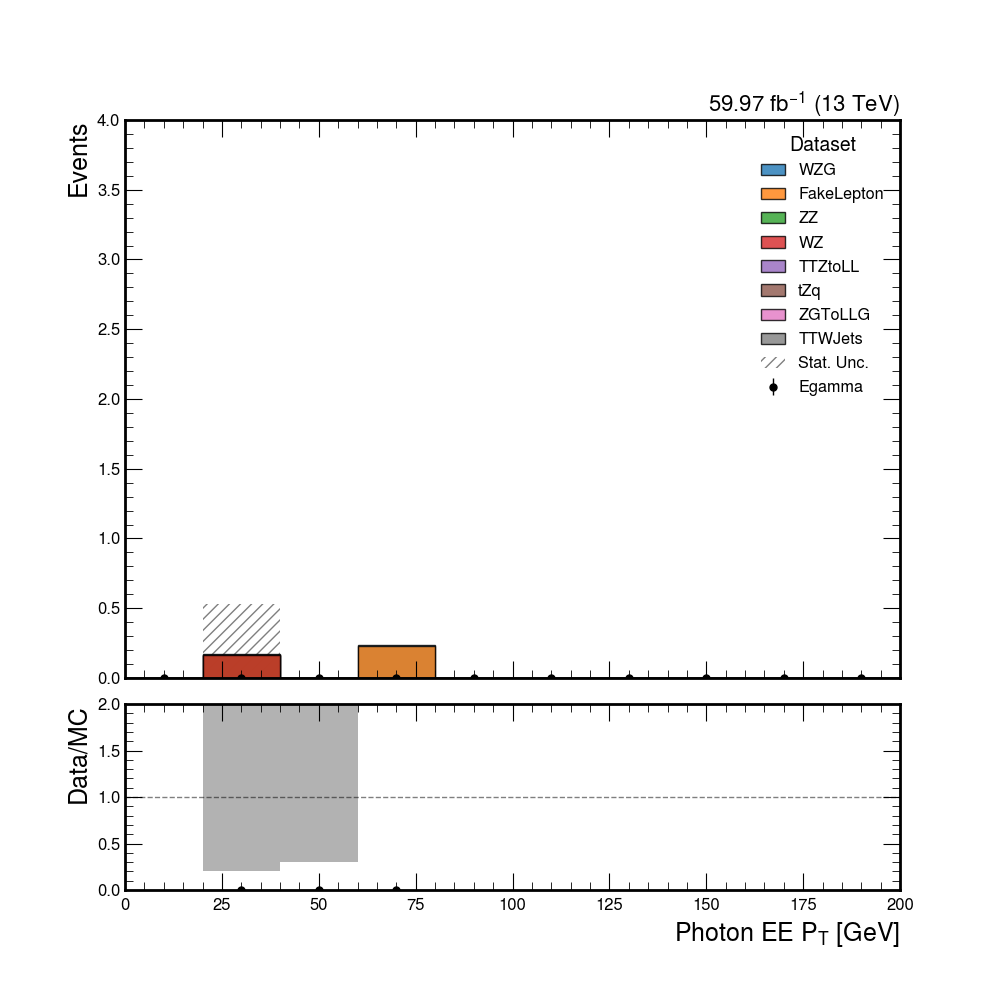 59.97 fb⁻¹ (13 TeV)
Events
4.0
3.5
3.0
2.5
2.0
1.5
1.0
0.5
0.0
Dataset
WZG
FakeLepton
ZZ
WZ
TTZtoLL
tZq
ZGToLLG
TTWJets
Stat. Unc.
Egamma
Data/MC
2.0
1.5
1.0
0.5
0.0
0 25 50 75 100 125 150 175 200
Photon EE P_T [GeV]